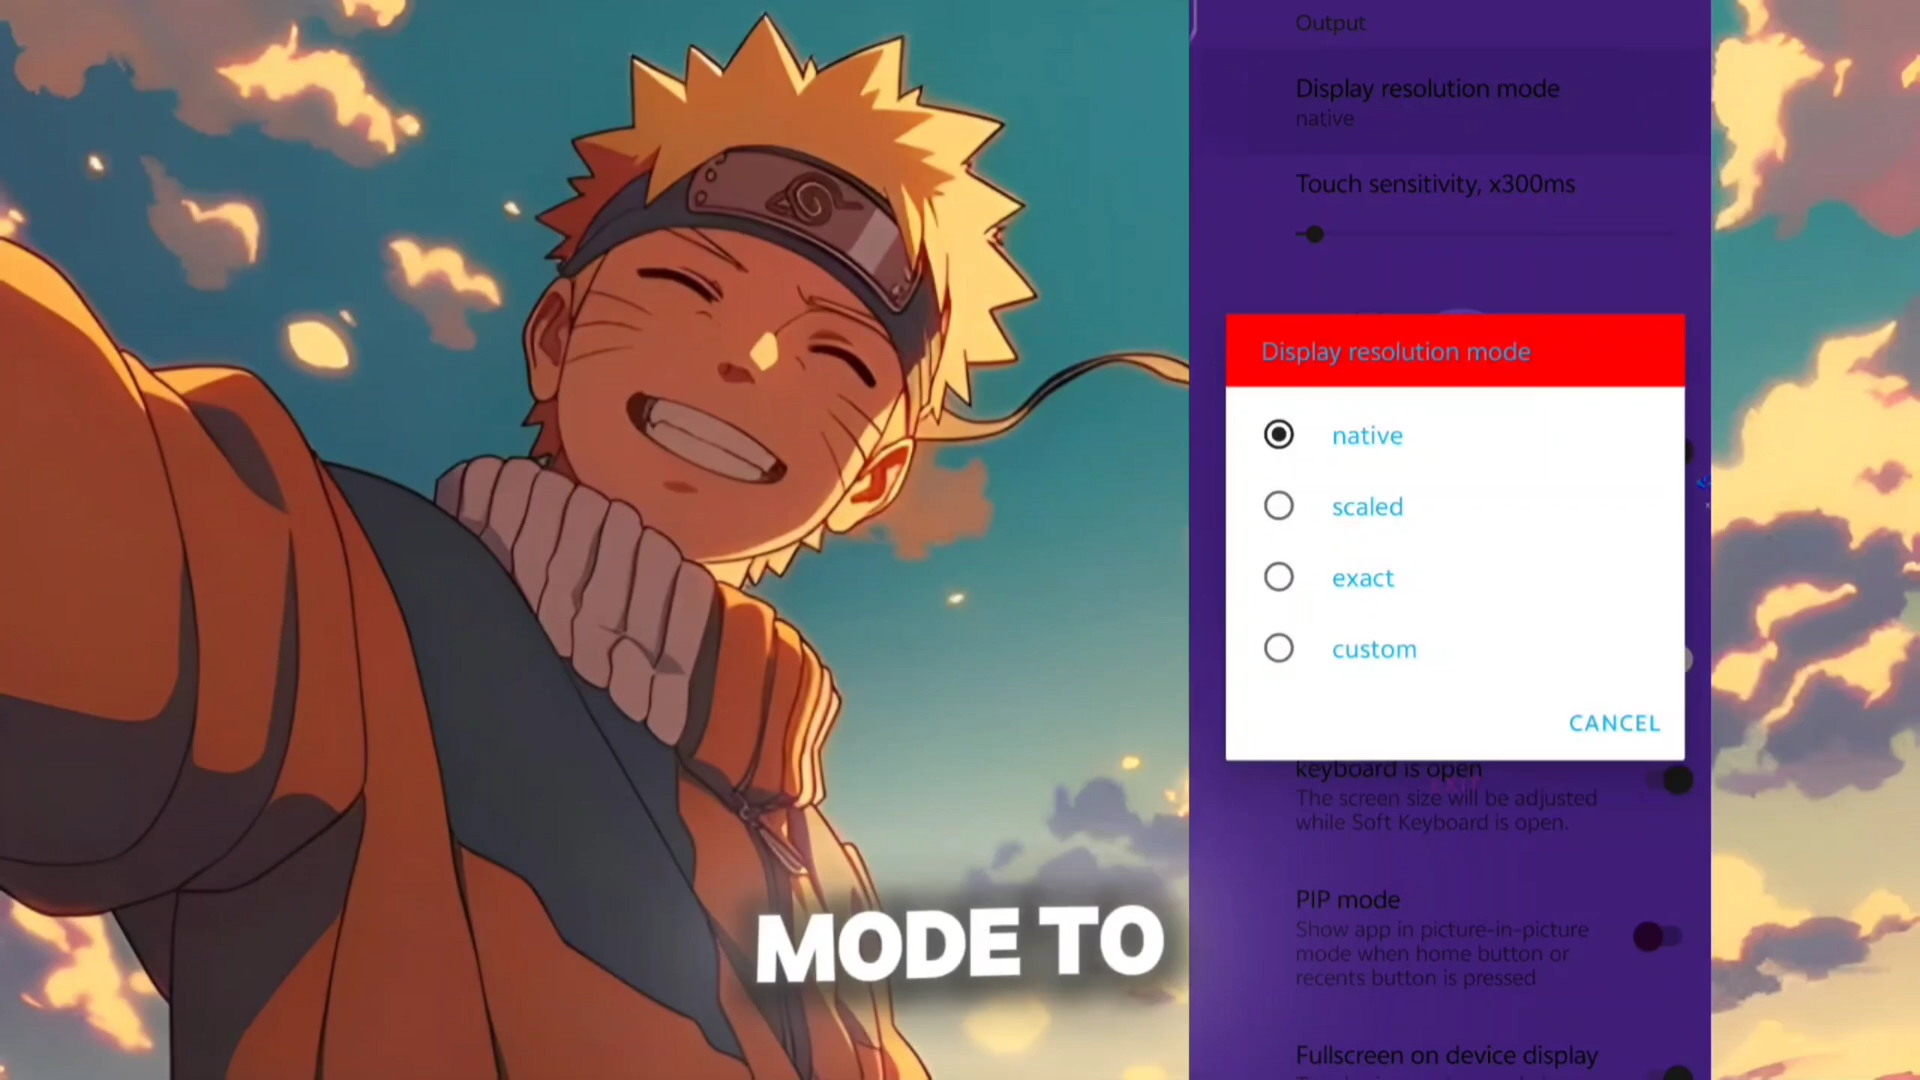 Output
Display resolution mode
native
Touch sensitivity, x300ms
Display resolution mode
native
scaled
exact
custom
CANCEL
keyboard is open
The screen size will be adjusted
while Soft Keyboard is open.
PIP mode
Show app in picture-in-picture
mode when home button or
recents button is pressed
Fullscreen on device display
MODE TO